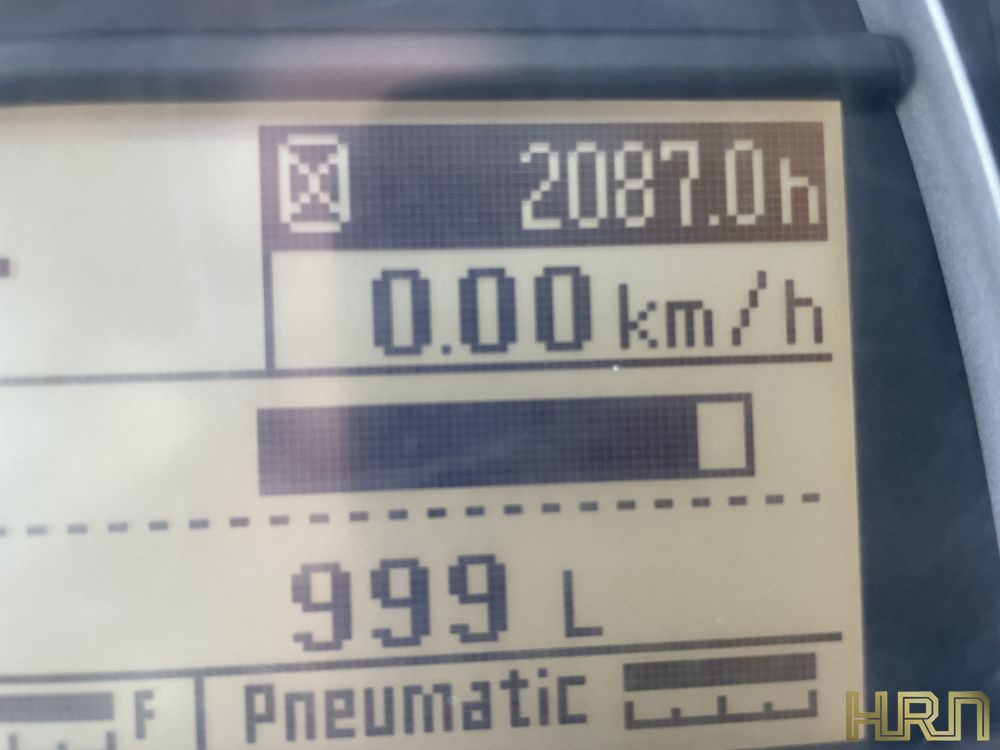 2087.0h
0.00 km/h
999 L
F
Pneumatic
HRN